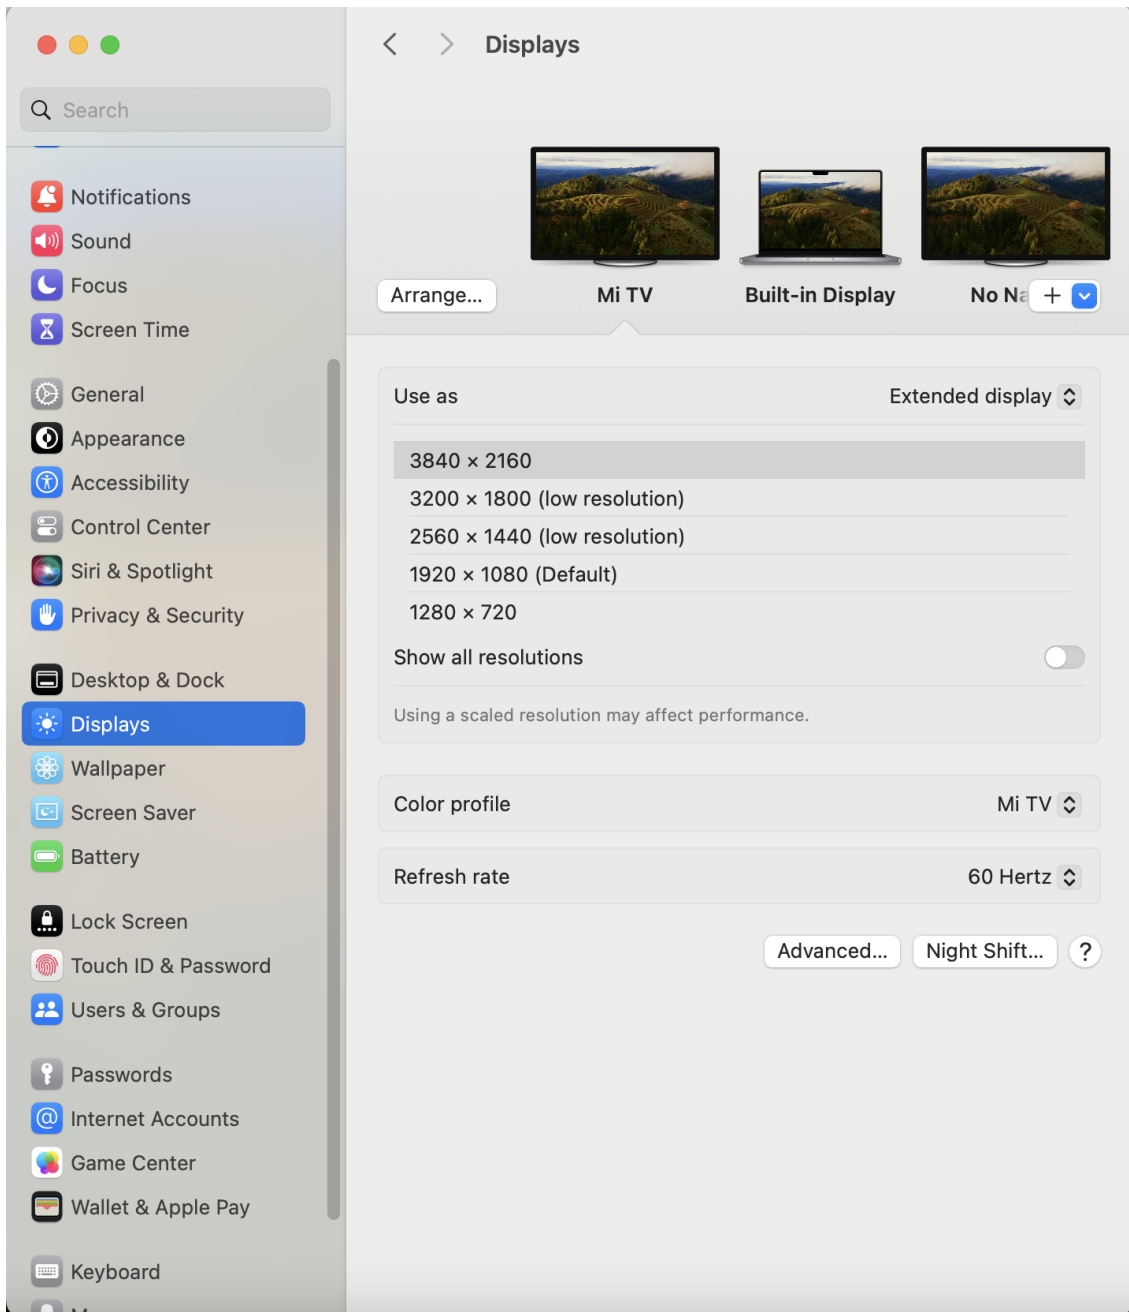 Displays
Search
Notifications
Sound
Focus
Screen Time
General
Appearance
Accessibility
Control Center
Siri & Spotlight
Privacy & Security
Desktop & Dock
Displays
Wallpaper
Screen Saver
Battery
Lock Screen
Touch ID & Password
Users & Groups
Passwords
Internet Accounts
Game Center
Wallet & Apple Pay
Keyboard
Arrange...
Mi TV
Built-in Display
No
Use as
Extended display
3840 × 2160
3200 × 1800 (low resolution)
2560 × 1440 (low resolution)
1920 × 1080 (Default)
1280 × 720
Show all resolutions
Using a scaled resolution may affect performance.
Color profile
Mi TV
Refresh rate
60 Hertz
Advanced...
Night Shift...
?